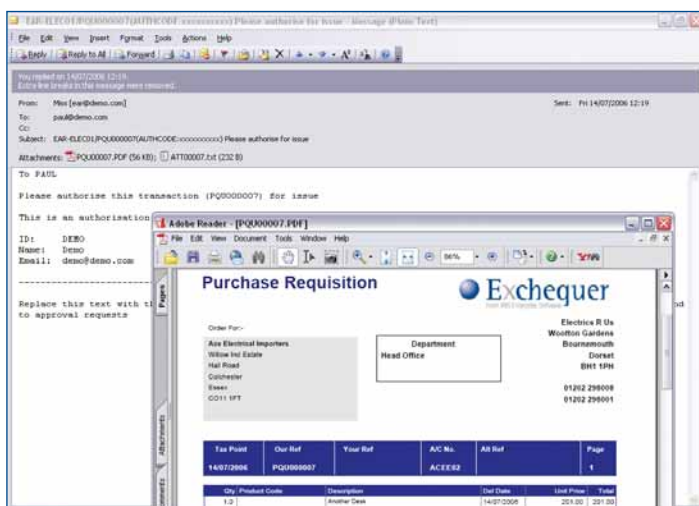 EAR-ELEC01/PQU000007(AUTHCODE:xxxxxxxxxx) Please authorise for issue - Message (Plain Text)
File Edit View Insert Format Tools Actions Help
Reply Reply to All Forward
You replied on 14/07/2006 12:19.
Extra line breaks in this message were removed.
From: Miss [ear@demo.com] Sent: Fri 14/07/2006 12:19
To: paul@demo.com
Cc:
Subject: EAR-ELEC01/PQU000007(AUTHCODE:xxxxxxxxxx) Please authorise for issue
Attachments: PQU00007.PDF (56 KB); ATT00007.txt (232 B)
To PAUL
Please authorise this transaction (PQU000007) for issue
This is an authorisation
ID: DEMO
Name: Demo
Email: demo@demo.com
Replace this text with
to approval requests
Adobe Reader - [PQU00007.PDF]
File Edit View Document Tools Window Help
86%
Pages
Attachments
Purchase Requisition
Exchequer
Order For:-
Ace Electrical Importers
Willow Ind Estate
Hall Road
Colchester
Essex
CO11 1FT
Department
Head Office
Electrics R Us
Wootton Gardens
Bournemouth
Dorset
BH1 1PH
01202 298008
01202 298001
Tax Point Our Ref Your Ref A/C No. Alt Ref Page
14/07/2006 PQU000007 ACEE02 1
Qty Product Code Description Del Date Unit Price Total
1.0 Another Desk 14/07/2006 201.00 201.00